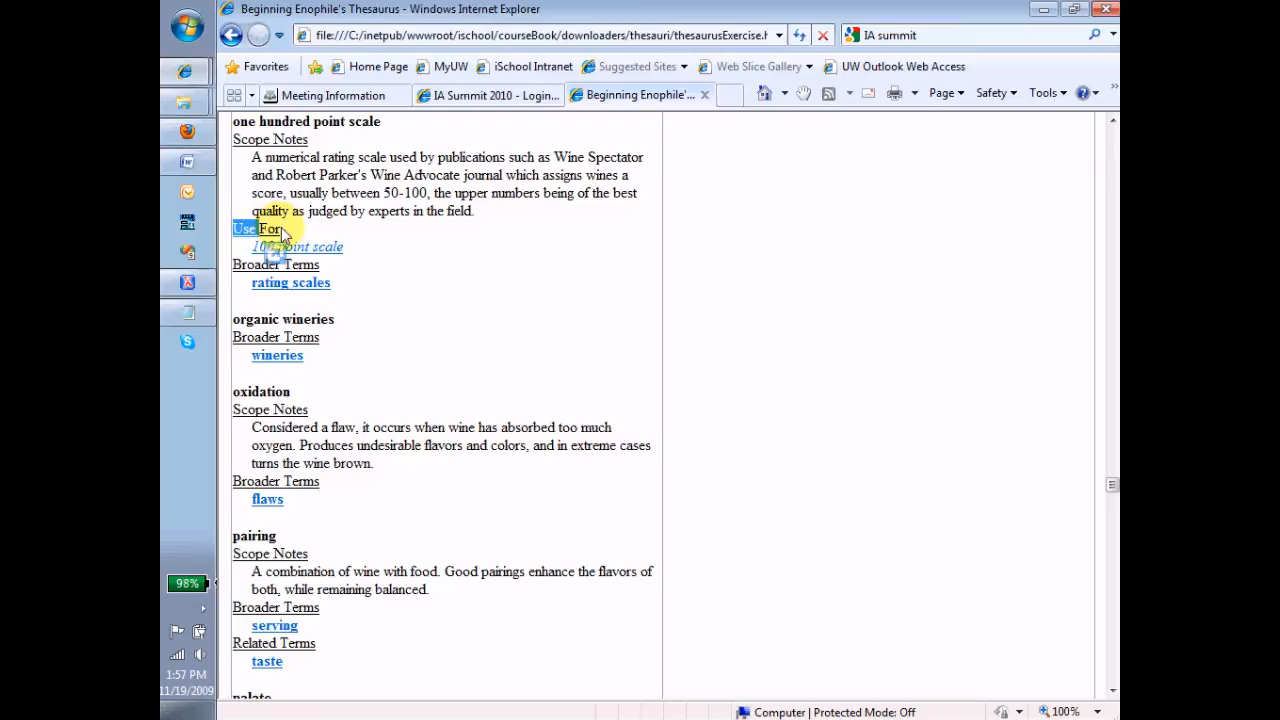 Beginning Enophile's Thesaurus - Windows Internet Explorer
file:///C:/inetpub/wwwroot/ischool/courseBook/downloaders/thesauri/thesaurusExercise.h
IA summit
Favorites
Home Page
MyUW
iSchool Intranet
Suggested Sites
Web Slice Gallery
UW Outlook Web Access
Meeting Information
IA Summit 2010 - Login...
Beginning Enophile'...
Page
Safety
Tools
one hundred point scale
Scope Notes
A numerical rating scale used by publications such as Wine Spectator
and Robert Parker's Wine Advocate journal which assigns wines a
score, usually between 50-100, the upper numbers being of the best
quality as judged by experts in the field.
Use For
100 point scale
Broader Terms
rating scales
organic wineries
Broader Terms
wineries
oxidation
Scope Notes
Considered a flaw, it occurs when wine has absorbed too much
oxygen. Produces undesirable flavors and colors, and in extreme cases
turns the wine brown.
Broader Terms
flaws
pairing
Scope Notes
A combination of wine with food. Good pairings enhance the flavors of
both, while remaining balanced.
Broader Terms
serving
Related Terms
taste
palate
98%
1:57 PM
11/19/2009
Computer | Protected Mode: Off
100%